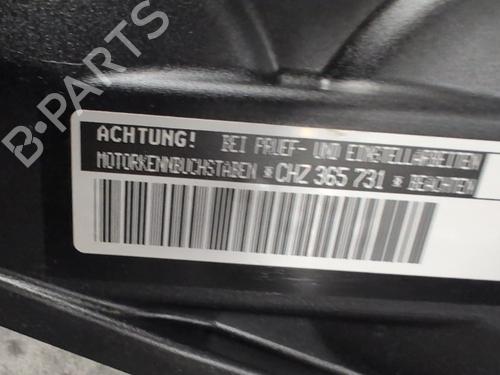 ACHTUNG! BEI PRUEF- UND EINSTELLARBEITEN
MOTORKENNBUCHSTABEN *CHZ 365 731* BEACHTEN
B-PARTS